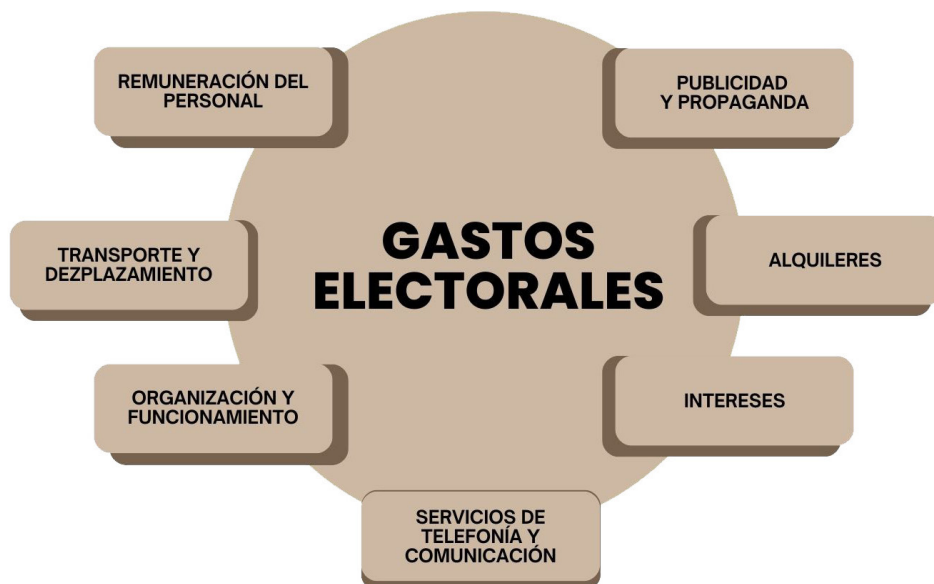 REMUNERACIÓN DEL
PERSONAL
PUBLICIDAD
Y PROPAGANDA
TRANSPORTE Y
DEZPLAZAMIENTO
GASTOS
ELECTORALES
ALQUILERES
ORGANIZACIÓN Y
FUNCIONAMIENTO
INTERESES
SERVICIOS DE
TELEFONÍA Y
COMUNICACIÓN